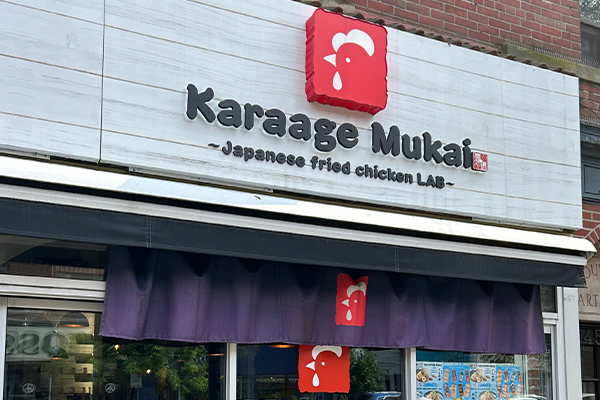 Karaage Mukai
~Japanese fried chicken LAB~